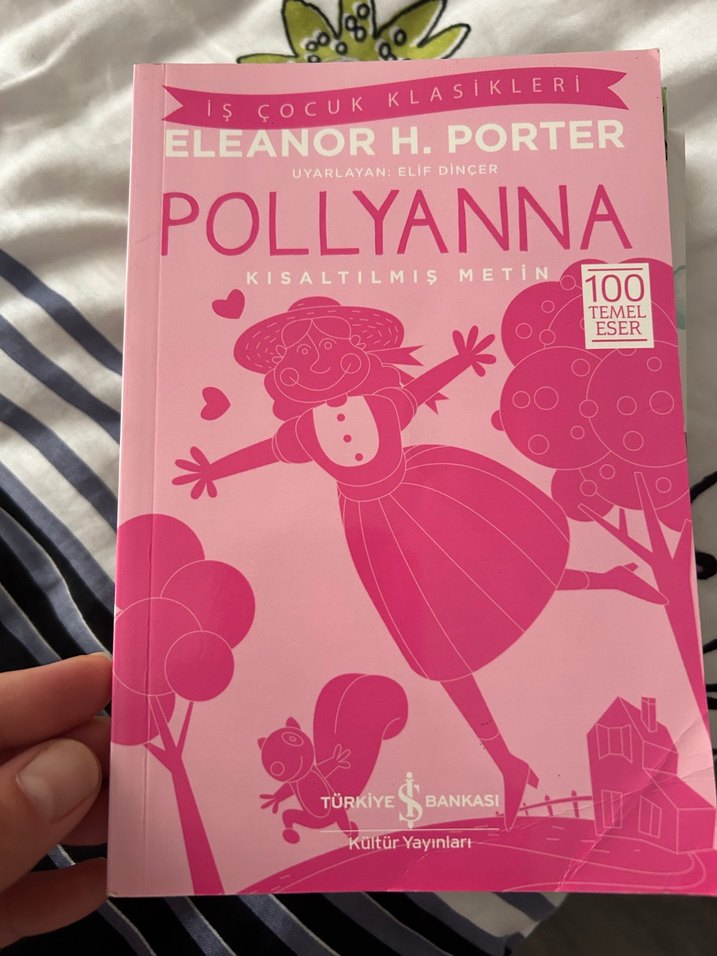 İŞ ÇOCUK KLASİKLERİ
ELEANOR H. PORTER
UYARLAYAN: ELİF DİNÇER
POLLYANNA
KISALTILMIŞ METİN
100
TEMEL
ESER
TÜRKİYE İŞ BANKASI
Kültür Yayınları